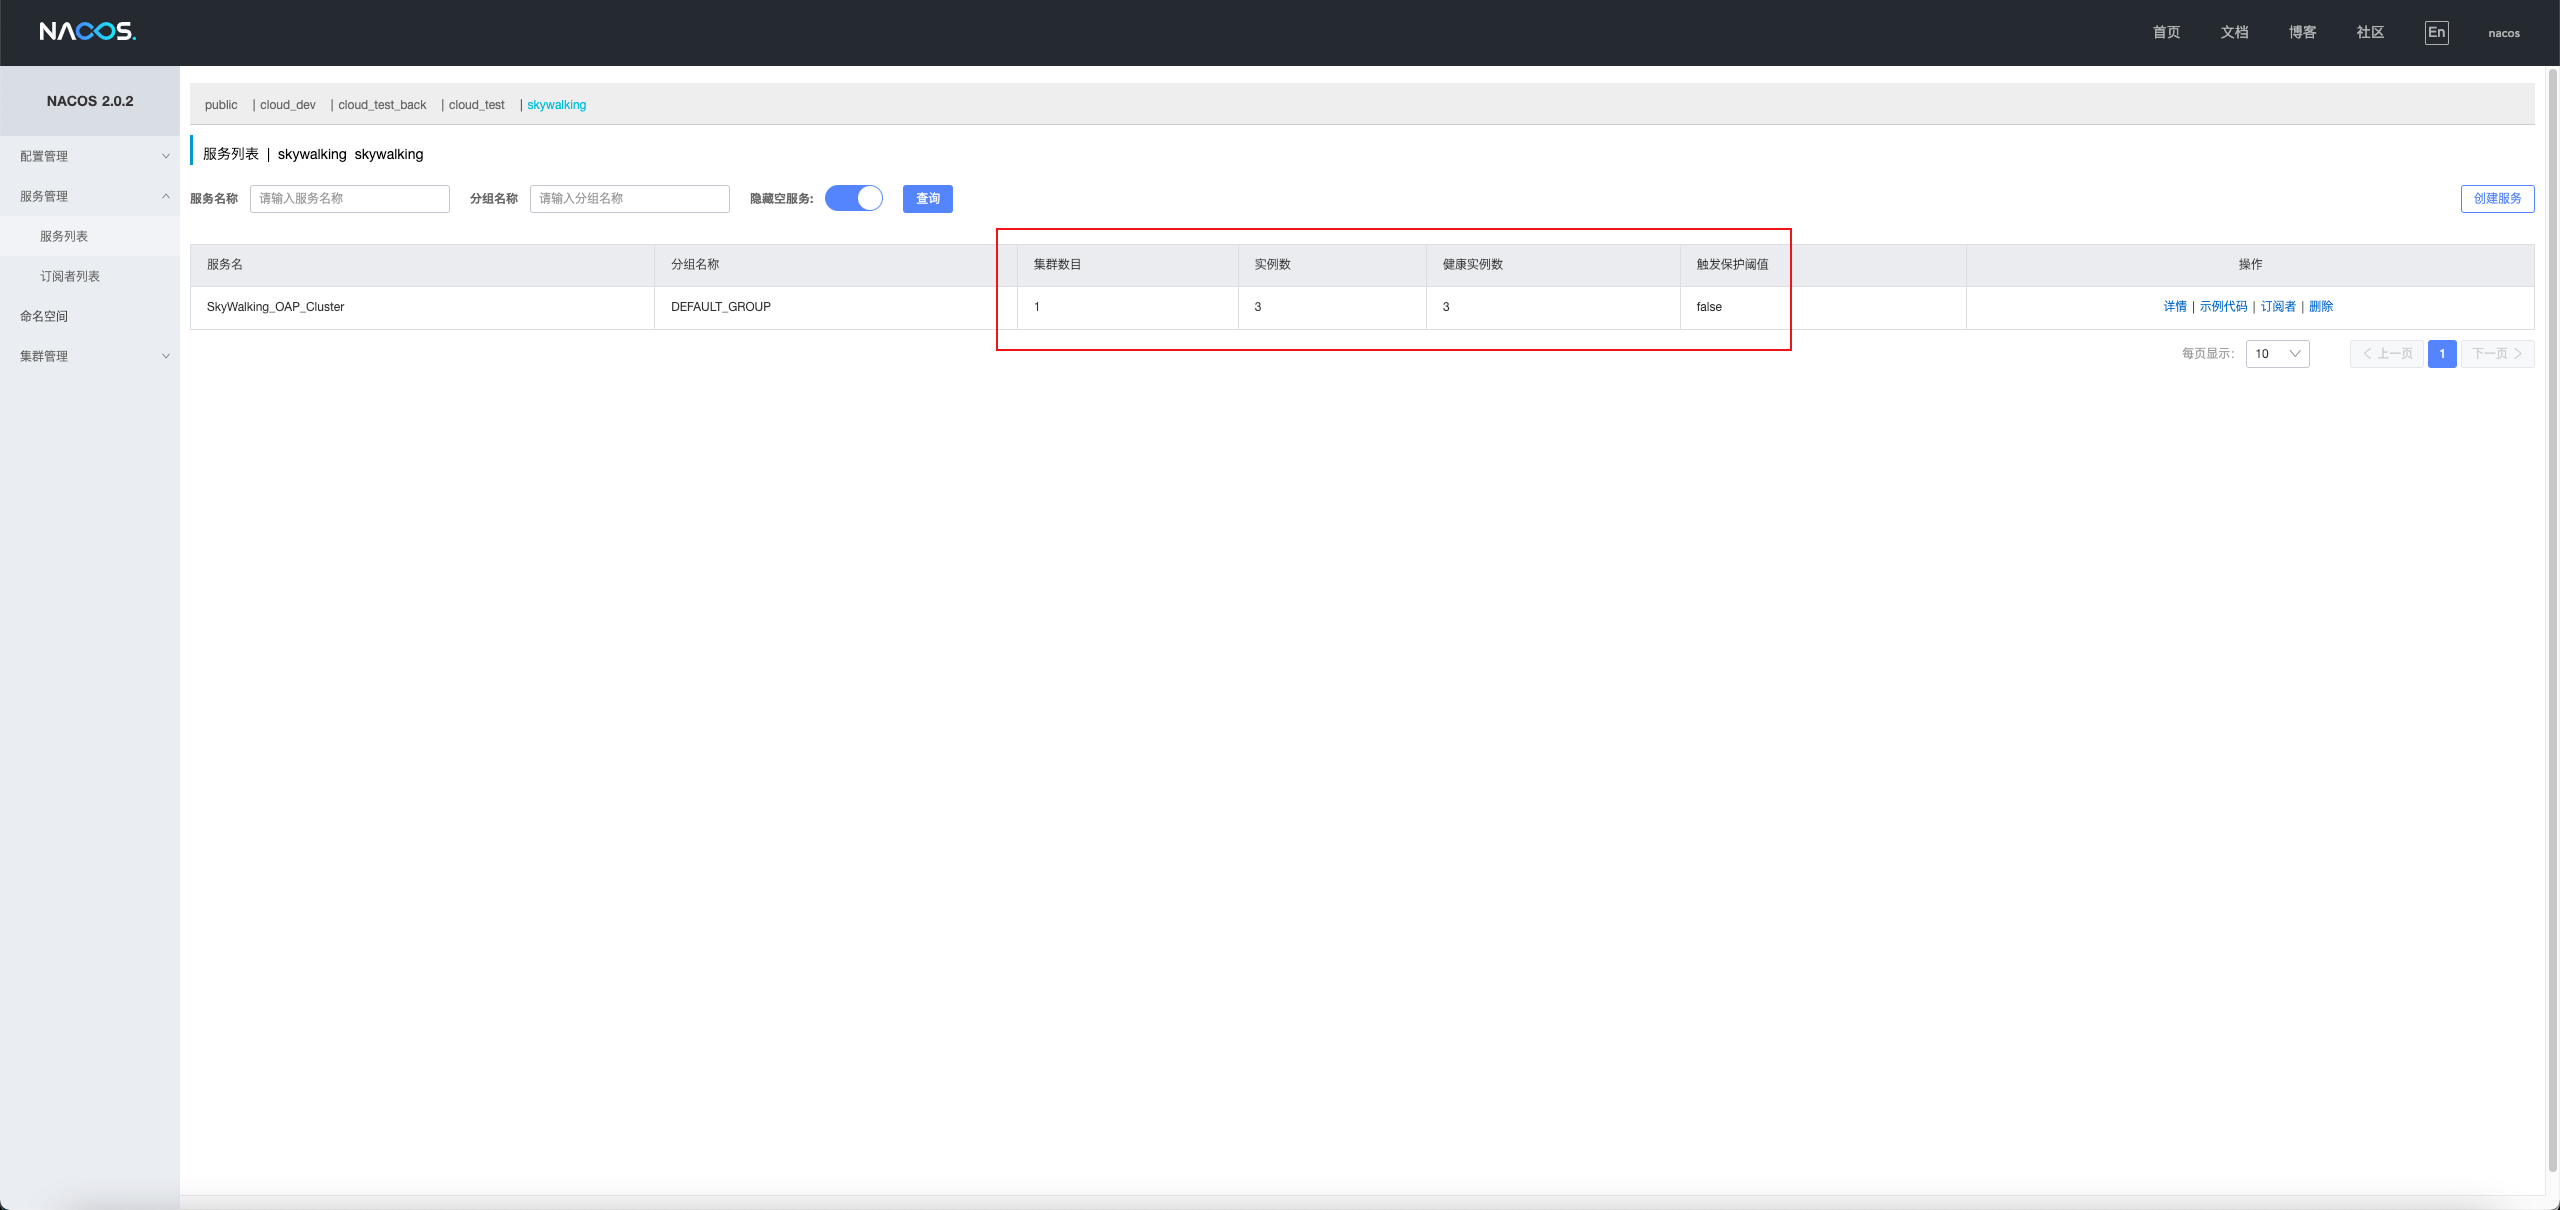 NACOS. 首页 文档 博客 社区 En nacos
NACOS 2.0.2
配置管理
服务管理
服务列表
订阅者列表
命名空间
集群管理
public | cloud_dev | cloud_test_back | cloud_test | skywalking
服务列表 | skywalking skywalking
服务名称 请输入服务名称 分组名称 请输入分组名称 隐藏空服务: 查询 创建服务
服务名 分组名称 集群数目 实例数 健康实例数 触发保护阈值 操作
SkyWalking_OAP_Cluster DEFAULT_GROUP 1 3 3 false 详情 | 示例代码 | 订阅者 | 删除
每页显示: 10 上一页 1 下一页